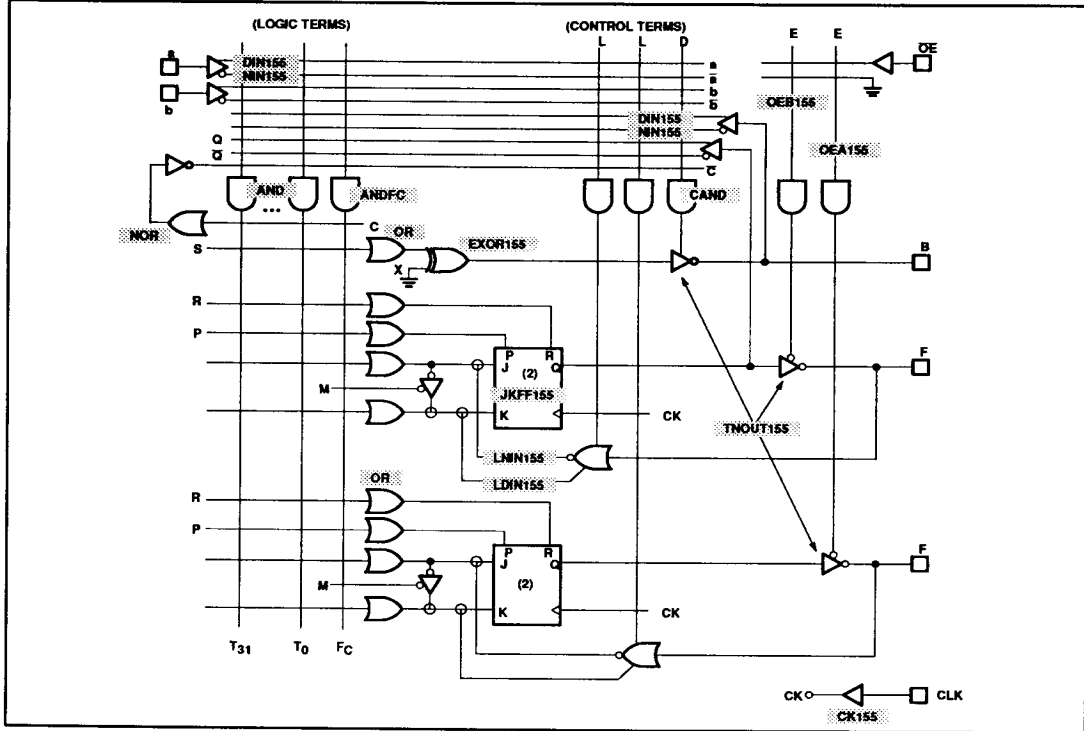 (LOGIC TERMS)
(CONTROL TERMS)
L L D E E
a
DIN155
NIN155
a
a̅
b
b̅
O̅E̅
b
OEB155
DIN155
NIN155
Q
Q̅
C̅
OEA155
AND
...
ANDFC
CAND
NOR
C
S
OR
EXOR155
X
B
R
P
P R
J (2) Q
F
M
JKFF155
K
CK
TNOUT155
LNIN155
LDIN155
OR
R
P
P R
J Q
F
M
(2)
K
CK
T31 T0 FC
CK
CLK
CK155